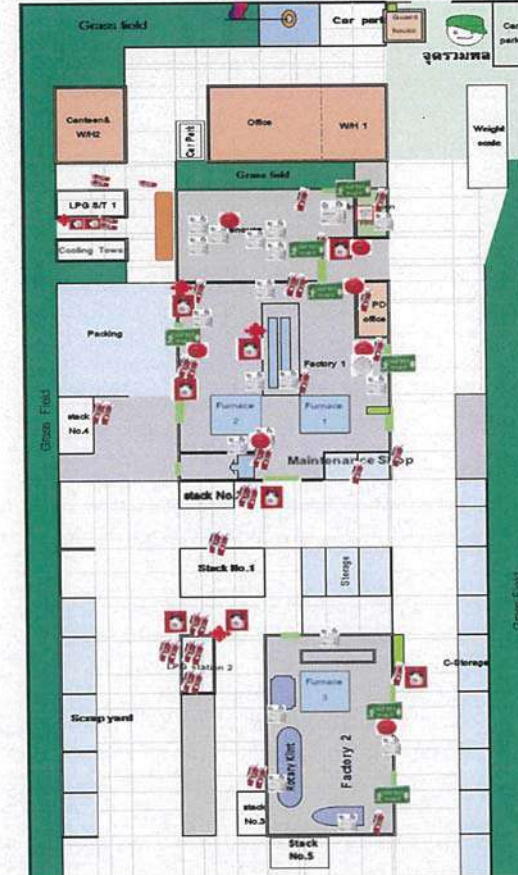 Grass field
Car park
Guard
house
Car
park
จุดรวมพล
Canteen&
W/H2
Office
W/H 1
Car Park
Weight
scale
Grass field
LPG S/T 1
Cooling Towe
Packing
PD
office
Factory 1
stack
No.4
Furnace
2
Furnace
1
Grass Field
Maintenance Shop
stack No.
Stack No.1
Storage
LPG station 2
C-Storage
Furnace
3
Scrap yard
Rotary Klint
Factory 2
stack
No.3
Stack
No.5